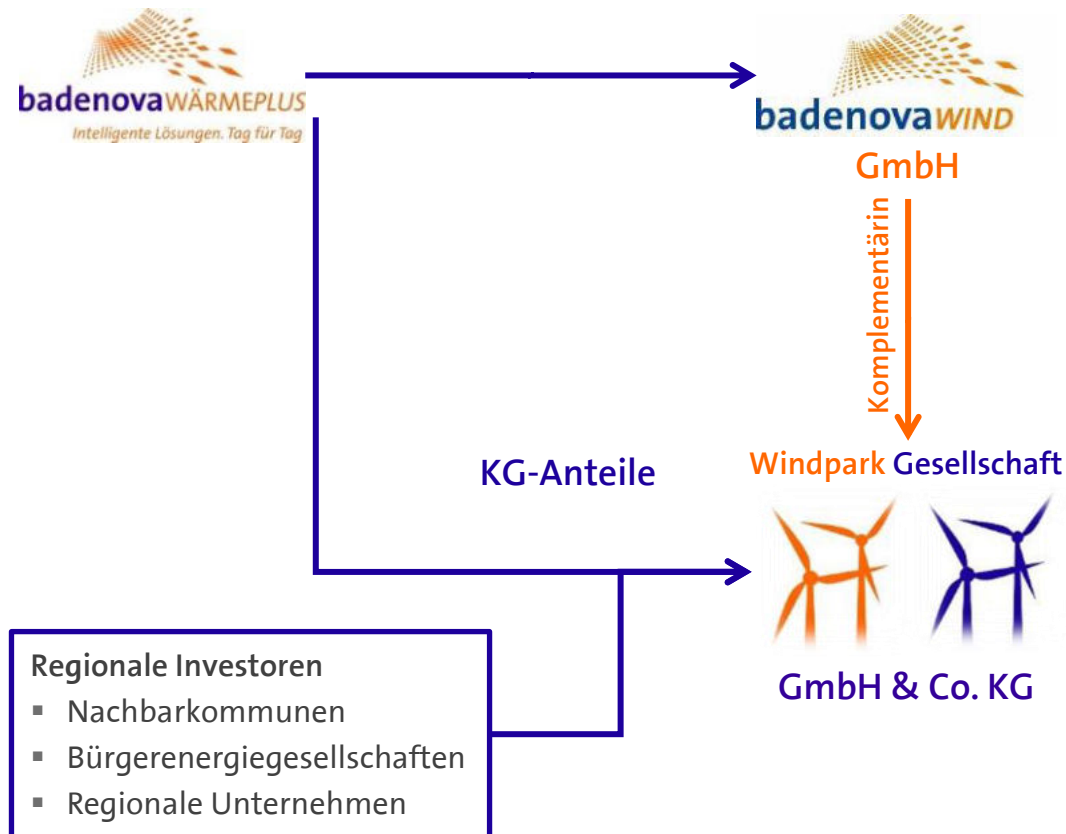 badenovaWÄRMEPLUS
Intelligente Lösungen. Tag für Tag
badenovaWIND
GmbH
Komplementärin
KG-Anteile
Windpark Gesellschaft
GmbH & Co. KG
Regionale Investoren
▪ Nachbarkommunen
▪ Bürgerenergiegesellschaften
▪ Regionale Unternehmen